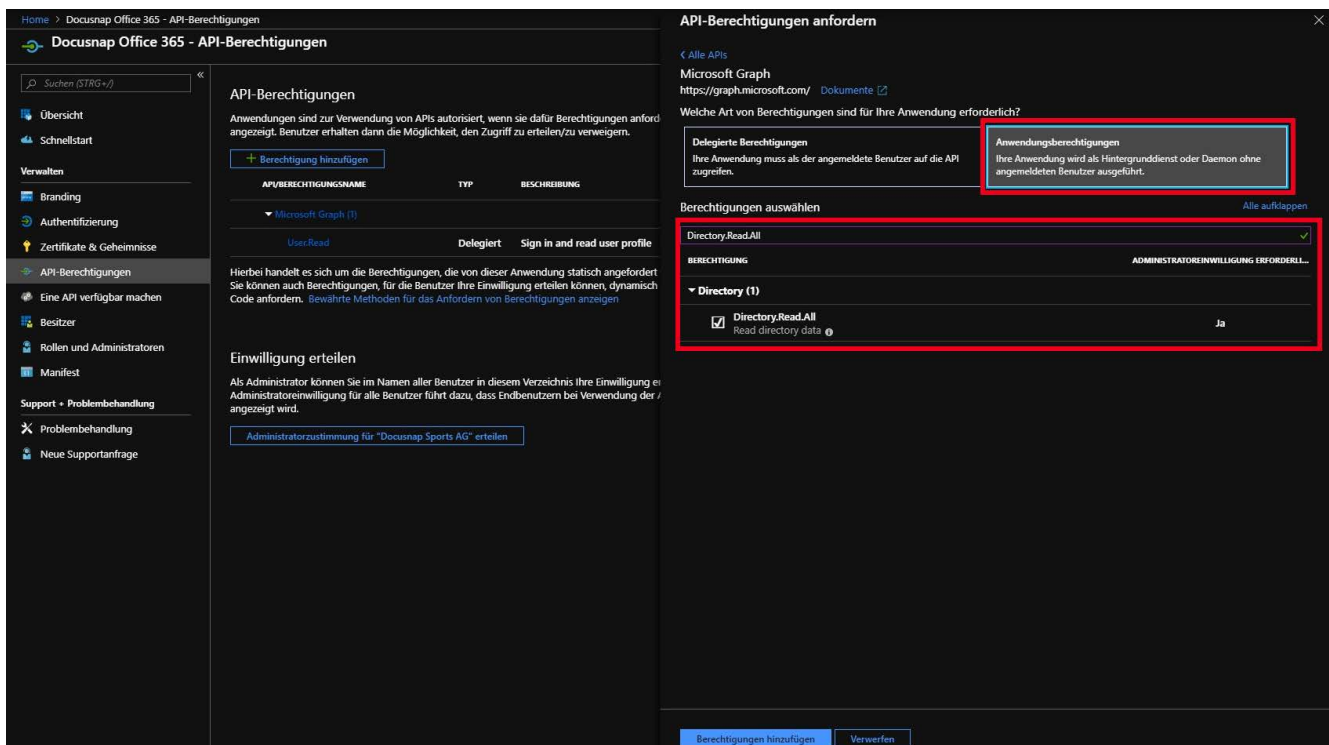 Home > Docusnap Office 365 - API-Berechtigungen
Docusnap Office 365 - API-Berechtigungen
Suchen (STRG+/)
«
Übersicht
Schnellstart
Verwalten
Branding
Authentifizierung
Zertifikate & Geheimnisse
API-Berechtigungen
Eine API verfügbar machen
Besitzer
Rollen und Administratoren
Manifest
Support + Problembehandlung
Problembehandlung
Neue Supportanfrage
API-Berechtigungen
Anwendungen sind zur Verwendung von APIs autorisiert, wenn sie dafür Berechtigungen anford
angezeigt. Benutzer erhalten dann die Möglichkeit, den Zugriff zu erteilen/zu verweigern.
+ Berechtigung hinzufügen
API/BERECHTIGUNGSNAME TYP BESCHREIBUNG
Microsoft Graph (1)
User.Read Delegiert Sign in and read user profile
Hierbei handelt es sich um die Berechtigungen, die von dieser Anwendung statisch angefordert
Sie können auch Berechtigungen, für die Benutzer Ihre Einwilligung erteilen können, dynamisch
Code anfordern. Bewährte Methoden für das Anfordern von Berechtigungen anzeigen
Einwilligung erteilen
Als Administrator können Sie im Namen aller Benutzer in diesem Verzeichnis Ihre Einwilligung er
Administratoreinwilligung für alle Benutzer führt dazu, dass Endbenutzern bei Verwendung der A
angezeigt wird.
Administratorzustimmung für "Docusnap Sports AG" erteilen
API-Berechtigungen anfordern
Alle APIs
Microsoft Graph
https://graph.microsoft.com/ Dokumente
Welche Art von Berechtigungen sind für Ihre Anwendung erforderlich?
Delegierte Berechtigungen
Ihre Anwendung muss als der angemeldete Benutzer auf die API
zugreifen.
Anwendungsberechtigungen
Ihre Anwendung wird als Hintergrunddienst oder Daemon ohne
angemeldeten Benutzer ausgeführt.
Berechtigungen auswählen Alle aufklappen
Directory.Read.All
BERECHTIGUNG ADMINISTRATOREINWILLIGUNG ERFORDERLI...
Directory (1)
Directory.Read.All Ja
Read directory data
Berechtigungen hinzufügen Verwerfen